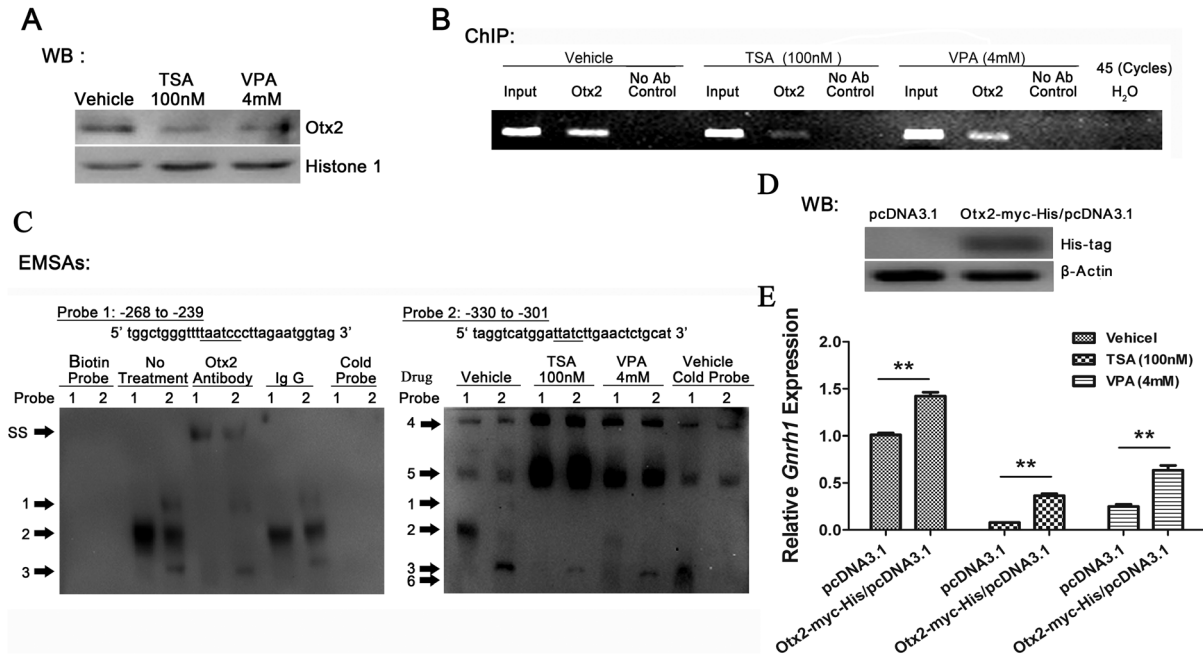 A
WB :
Vehicle
TSA
100nM
VPA
4mM
Otx2
Histone 1
B
ChIP:
Vehicle
TSA (100nM )
VPA (4mM)
45 (Cycles)
Input
Otx2
No Ab
Control
Input
Otx2
No Ab
Control
Input
Otx2
No Ab
Control
H2O
C
EMSAs:
Probe 1: -268 to -239
5' tggctgggttttaatcccttagaatggtag 3'
Biotin
Probe
No
Treatment
Otx2
Antibody
Ig G
Cold
Probe
Probe 1 2 1 2 1 2 1 2 1 2
SS
1
2
3
Probe 2: -330 to -301
5' taggtcatggattatcttgaactctgcat 3'
Drug
Vehicle
TSA
100nM
VPA
4mM
Vehicle
Cold Probe
Probe 1 2 1 2 1 2 1 2
4
5
1
2
3
6
D
WB:
pcDNA3.1
Otx2-myc-His/pcDNA3.1
His-tag
β-Actin
E
Relative Gnrh1 Expression
2.0
1.5
1.0
0.5
0.0
**
**
**
Vehicel
TSA (100nM)
VPA (4mM)
pcDNA3.1
Otx2-myc-His/pcDNA3.1
pcDNA3.1
Otx2-myc-His/pcDNA3.1
pcDNA3.1
Otx2-myc-His/pcDNA3.1